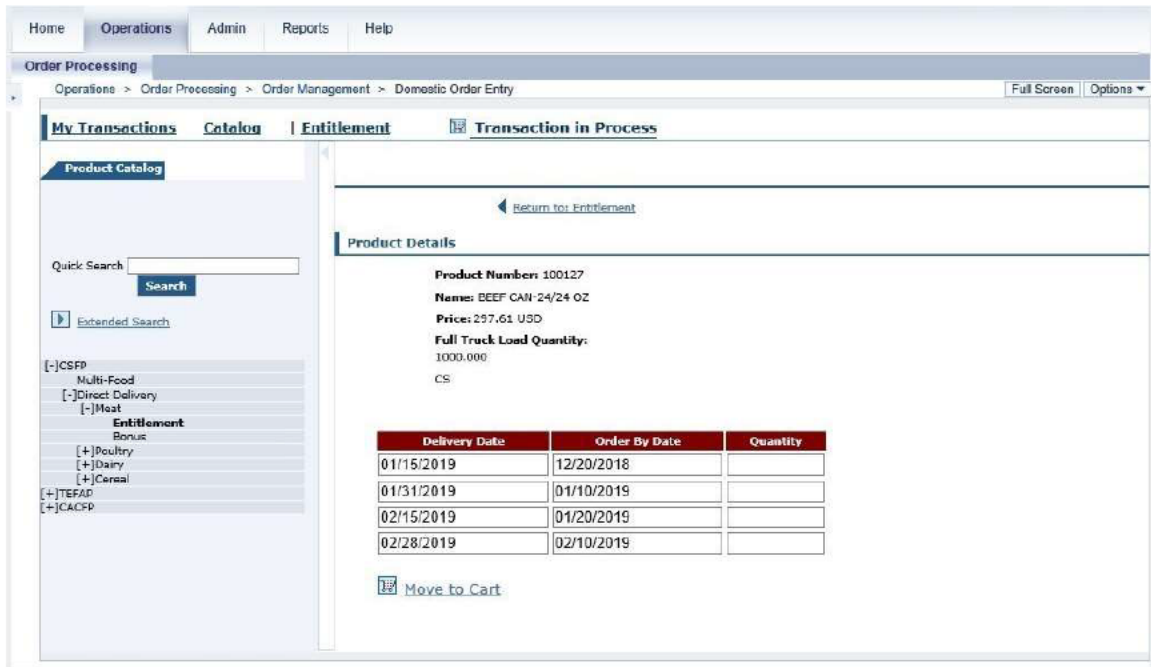 Home Operations Admin Reports Help
Order Processing
Operations > Order Processing > Order Management > Domestic Order Entry Full Screen Options
My Transactions Catalog | Entitlement Transaction in Process
Product Catalog
Return to: Entitlement
Product Details
Quick Search
Search
Extended Search
Product Number: 100127
Name: BEEF CAN-24/24 OZ
Price: 297.61 USD
Full Truck Load Quantity:
1000.000
CS
[-]CSFP
Multi-Food
[-]Direct Delivery
[-]Meat
Entitlement
Bonus
[+]Poultry
[+]Dairy
[+]Cereal
[+]TEFAP
[+]CACFP
Delivery Date Order By Date Quantity
01/15/2019 12/20/2018
01/31/2019 01/10/2019
02/15/2019 01/20/2019
02/28/2019 02/10/2019
Move to Cart